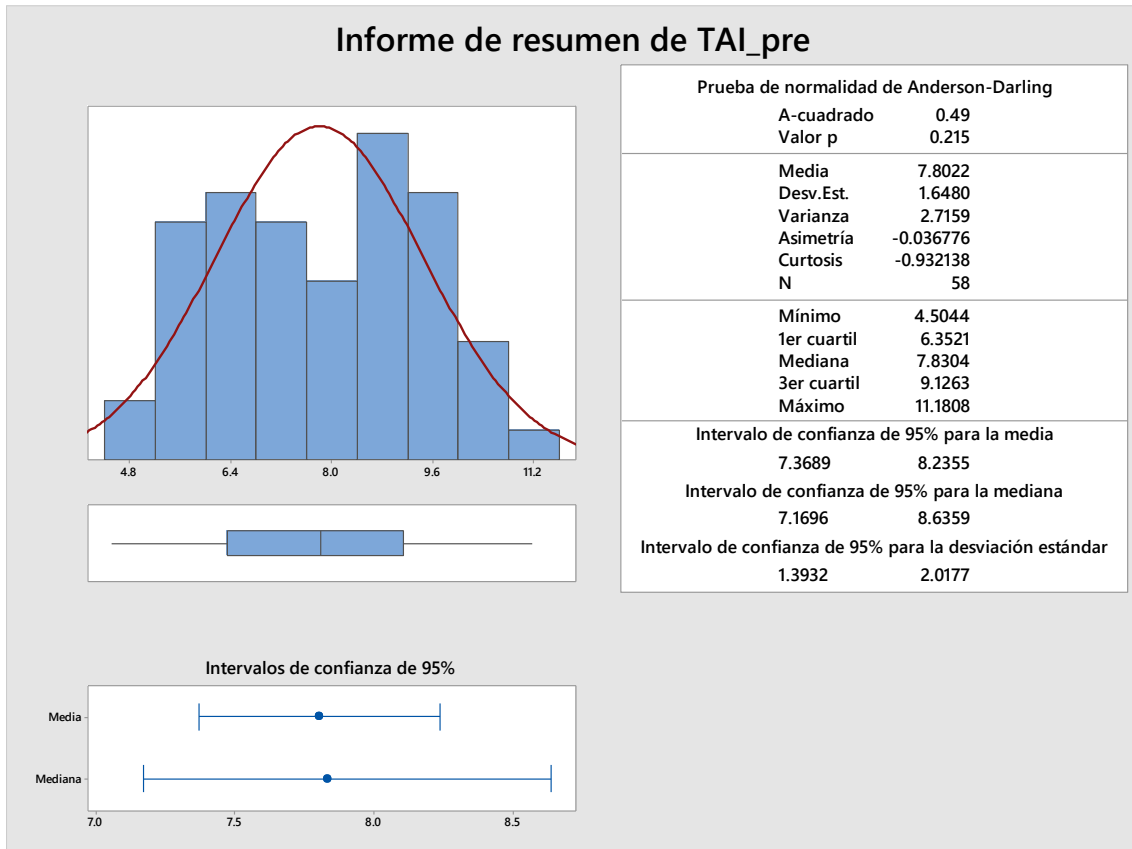 Informe de resumen de TAI_pre
4.8 6.4 8.0 9.6 11.2
Intervalos de confianza de 95%
Media
Mediana
7.0 7.5 8.0 8.5
Prueba de normalidad de Anderson-Darling
A-cuadrado 0.49
Valor p 0.215
Media 7.8022
Desv.Est. 1.6480
Varianza 2.7159
Asimetría -0.036776
Curtosis -0.932138
N 58
Mínimo 4.5044
1er cuartil 6.3521
Mediana 7.8304
3er cuartil 9.1263
Máximo 11.1808
Intervalo de confianza de 95% para la media
7.3689 8.2355
Intervalo de confianza de 95% para la mediana
7.1696 8.6359
Intervalo de confianza de 95% para la desviación estándar
1.3932 2.0177